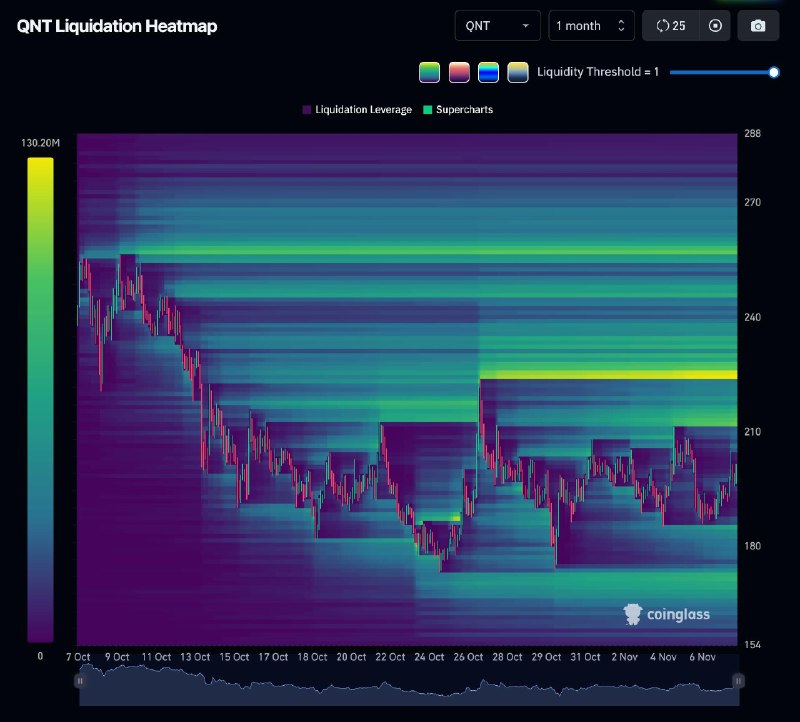 QNT Liquidation Heatmap
QNT
1 month
25
Liquidity Threshold = 1
Liquidation Leverage
Supercharts
130.20M
0
288
270
240
210
180
154
coinglass
7 Oct 9 Oct 11 Oct 13 Oct 15 Oct 17 Oct 18 Oct 20 Oct 22 Oct 24 Oct 26 Oct 28 Oct 29 Oct 31 Oct 2 Nov 4 Nov 6 Nov